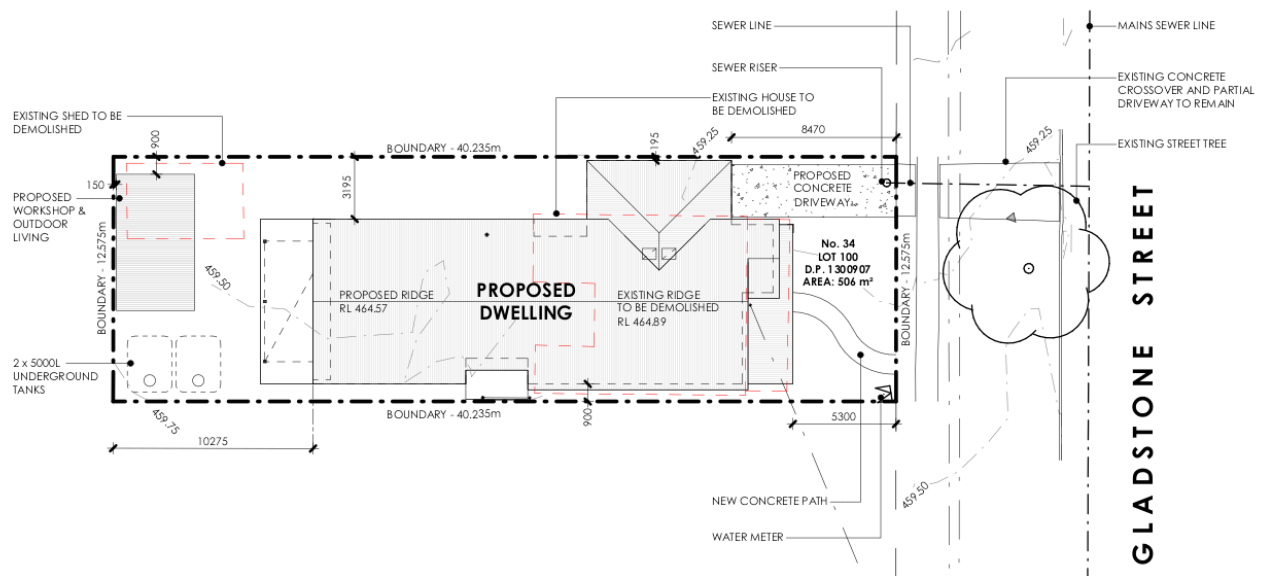 SEWER LINE
MAINS SEWER LINE
SEWER RISER
EXISTING CONCRETE
CROSSOVER AND PARTIAL
DRIVEWAY TO REMAIN
EXISTING HOUSE TO
BE DEMOLISHED
EXISTING SHED TO BE
DEMOLISHED
8470
900
BOUNDARY - 40.235m
195
459.25
459.25
EXISTING STREET TREE
150
3195
PROPOSED
CONCRETE
DRIVEWAY
PROPOSED
WORKSHOP &
OUTDOOR
LIVING
BOUNDARY - 12.575m
459.50
No. 34
LOT 100
D.P. 1300907
AREA: 506 m²
BOUNDARY - 12.575m
PROPOSED RIDGE
RL 464.57
PROPOSED
DWELLING
EXISTING RIDGE
TO BE DEMOLISHED
RL 464.89
GLADSTONE STREET
2 x 5000L
UNDERGROUND
TANKS
459.75
BOUNDARY - 40.235m
900
5300
10275
459.50
NEW CONCRETE PATH
WATER METER